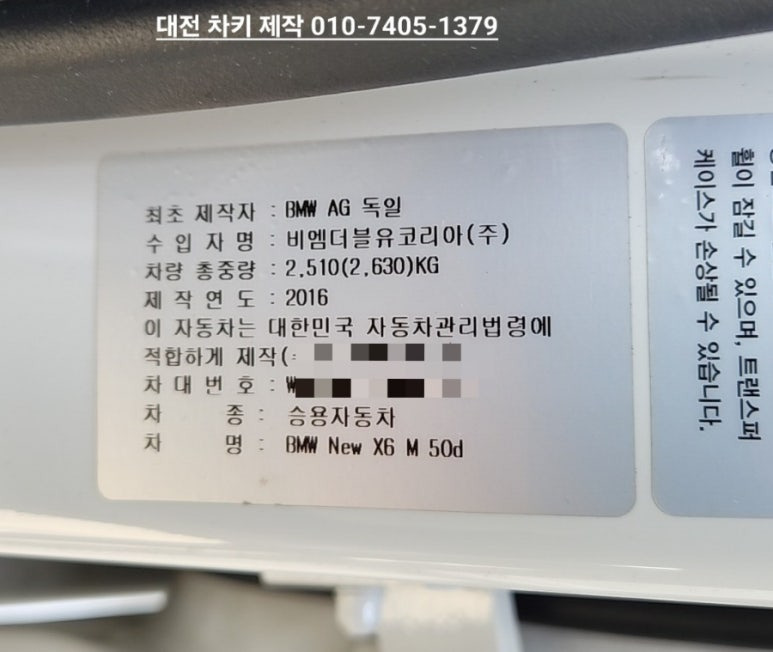 대전 차키 제작 010-7405-1379
최초 제작자 : BMW AG 독일
수 입 자 명 : 비엠더블유코리아(주)
차량 총중량 : 2,510(2,630)KG
제 작 연 도 : 2016
이 자동차는 대한민국 자동차관리법령에
적합하게 제작(
차 대 번 호 : W
차 종 : 승용자동차
차 명 : BMW New X6 M 50d
휠이 잠길 수 있으며, 트랜스퍼
케이스가 손상될 수 있습니다.